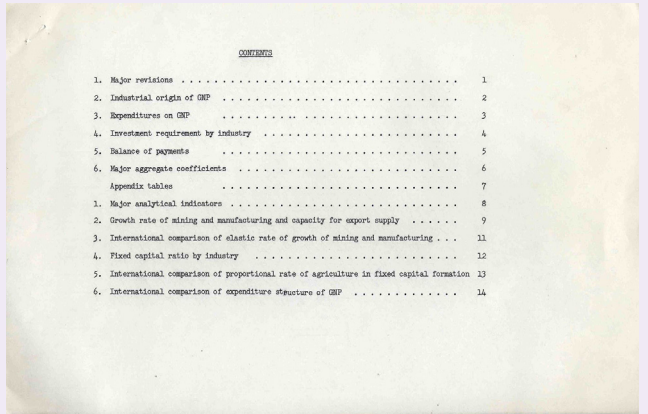 CONTENTS
1. Major revisions . . . . . . . . . . . . . . . . . . . . . . . . . . . . . . . . . . 1
2. Industrial origin of GNP . . . . . . . . . . . . . . . . . . . . . . . . . . . . . 2
3. Expenditures on GNP . . . . . . . . . . . . . . . . . . . . . . . . . . . . 3
4. Investment requirement by industry . . . . . . . . . . . . . . . . . . . . . . . . 4
5. Balance of payments . . . . . . . . . . . . . . . . . . . . . . . . . . . . . 5
6. Major aggregate coefficients . . . . . . . . . . . . . . . . . . . . . . . . . . . . 6
Appendix tables . . . . . . . . . . . . . . . . . . . . . . . . . . . . . 7
1. Major analytical indicators . . . . . . . . . . . . . . . . . . . . . . . . . . . . 8
2. Growth rate of mining and manufacturing and capacity for export supply . . . . . . 9
3. International comparison of elastic rate of growth of mining and manufacturing . . . 11
4. Fixed capital ratio by industry . . . . . . . . . . . . . . . . . . . . . . . . . 12
5. International comparison of proportional rate of agriculture in fixed capital formation 13
6. International comparison of expenditure structure of GNP . . . . . . . . . . . . . 14